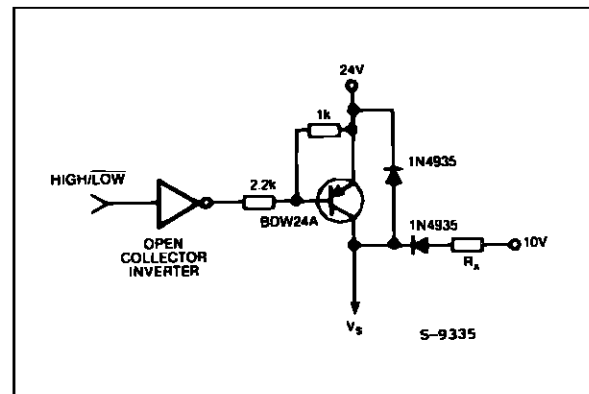 24V
1k
1N4935
HIGH/LOW
2.2k
BDW24A
1N4935
10V
OPEN
COLLECTOR
INVERTER
Rx
Vs
S-9335